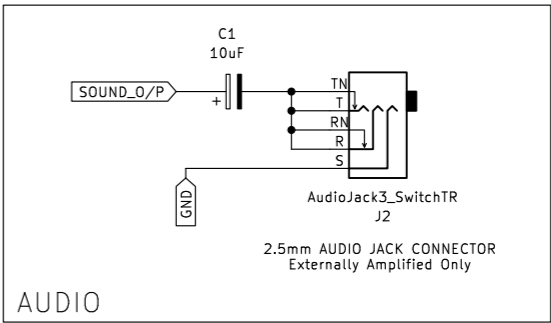 C1
10uF
SOUND_O/P
+
TN
T
RN
R
S
GND
AudioJack3_SwitchTR
J2
2.5mm AUDIO JACK CONNECTOR
Externally Amplified Only
AUDIO